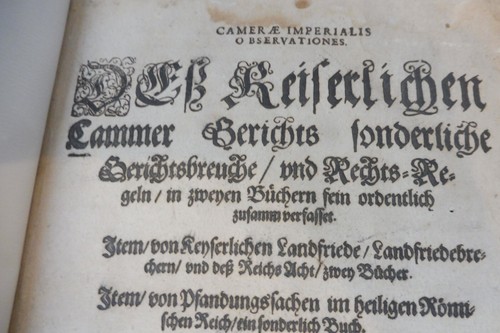 CAMERÆ IMPERIALIS
OBSERVATIONES.
DEß Keiserlichen
Cammer Gerichts sonderliche
Gerichtsbreuche / vnd Rechts-Re-
geln / in zweyen Büchern fein ordentlich
zusamm verfasset.
Item / von Keyserlichen Landfriede / Landfriedebre-
chern / vnd deß Reichs Acht / zwey Bücher.
Item / von Pfandungssachen im heiligen Römi-
schen Reich / ein sonderlich Buch.